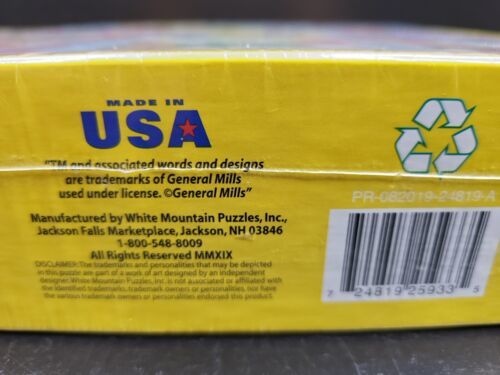 MADE IN
USA
"TM and associated words and designs
are trademarks of General Mills
used under license. ©General Mills"
Manufactured by White Mountain Puzzles, Inc.,
Jackson Falls Marketplace, Jackson, NH 03846
1-800-548-8009
All Rights Reserved MMXIX
DISCLAIMER: The trademarks and personalities that may be depicted
in this puzzle are part of a work of art designed by an independent
designer. White Mountain Puzzles, Inc. is not associated or affiliated with
the identified trademarks, trademark owners or personalities, nor have
the various trademark owners or personalities endorsed this product.
PR-082019-24819-A
7 24819 25933 5